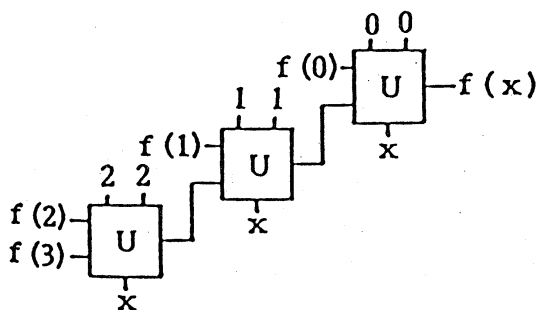 0 0
f(0) U f(x)
x
1 1
f(1) U
x
2 2
f(2) U
f(3)
x